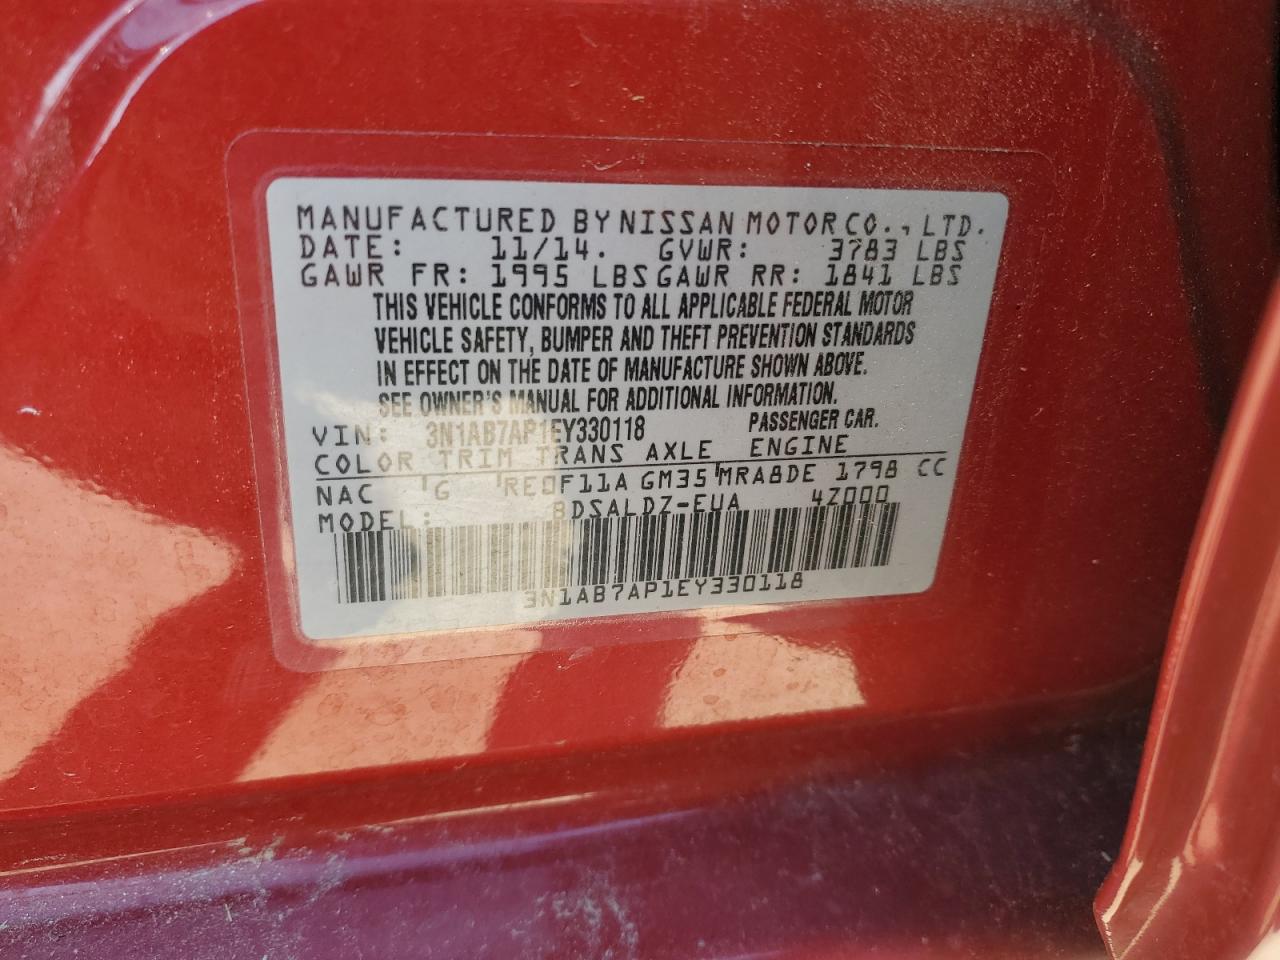 MANUFACTURED BY NISSAN MOTOR CO., LTD.
DATE: 11/14. GVWR: 3783 LBS
GAWR FR: 1995 LBS GAWR RR: 1841 LBS
THIS VEHICLE CONFORMS TO ALL APPLICABLE FEDERAL MOTOR
VEHICLE SAFETY, BUMPER AND THEFT PREVENTION STANDARDS
IN EFFECT ON THE DATE OF MANUFACTURE SHOWN ABOVE.
SEE OWNER'S MANUAL FOR ADDITIONAL INFORMATION.
VIN: 3N1AB7AP1EY330118 PASSENGER CAR.
COLOR TRIM TRANS AXLE ENGINE
NAC G RE0F11A GM35 MRA8DE 1798 CC
MODEL: BDSALDZ-EUA 4Z000
3N1AB7AP1EY330118